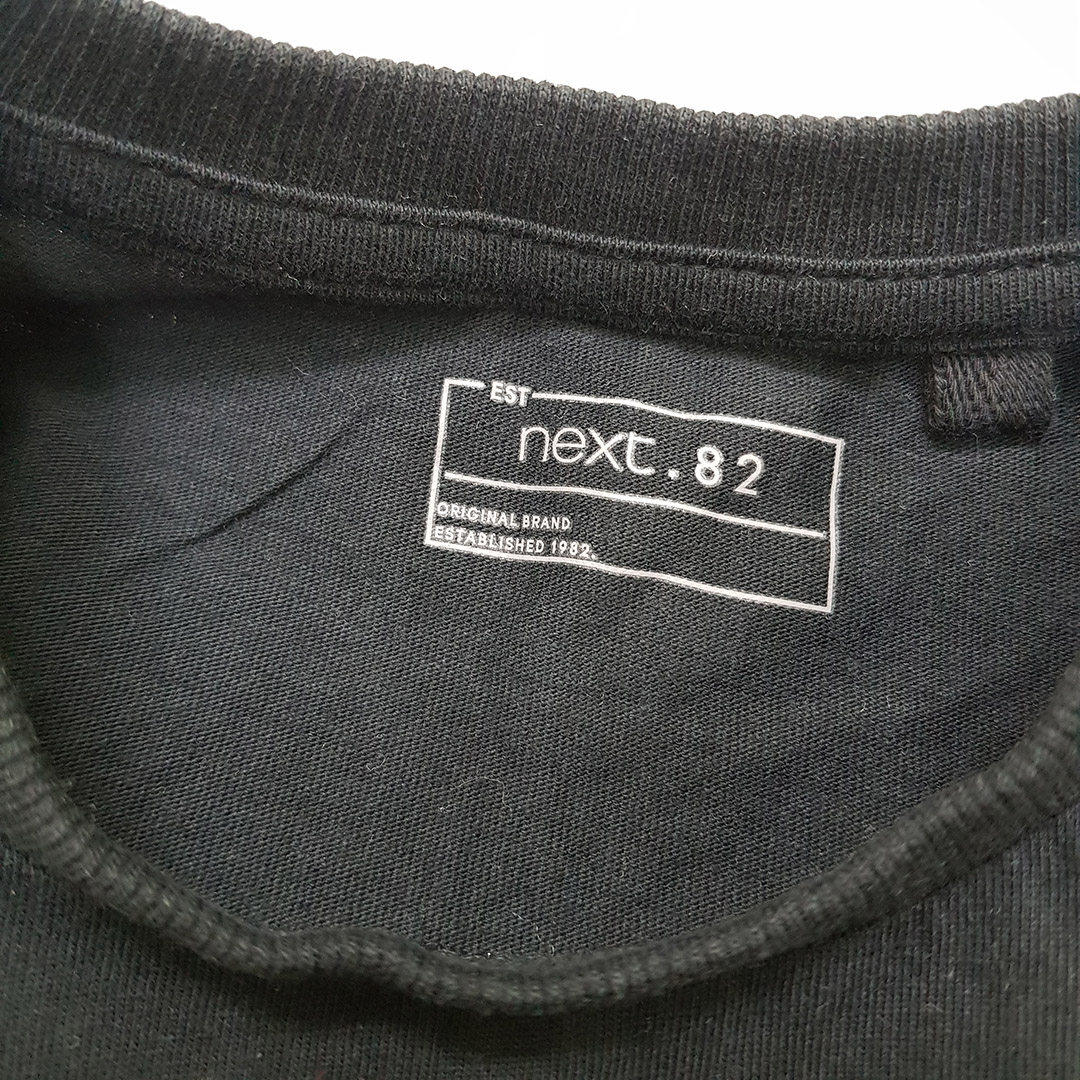 EST
next.82
ORIGINAL BRAND
ESTABLISHED 1982.